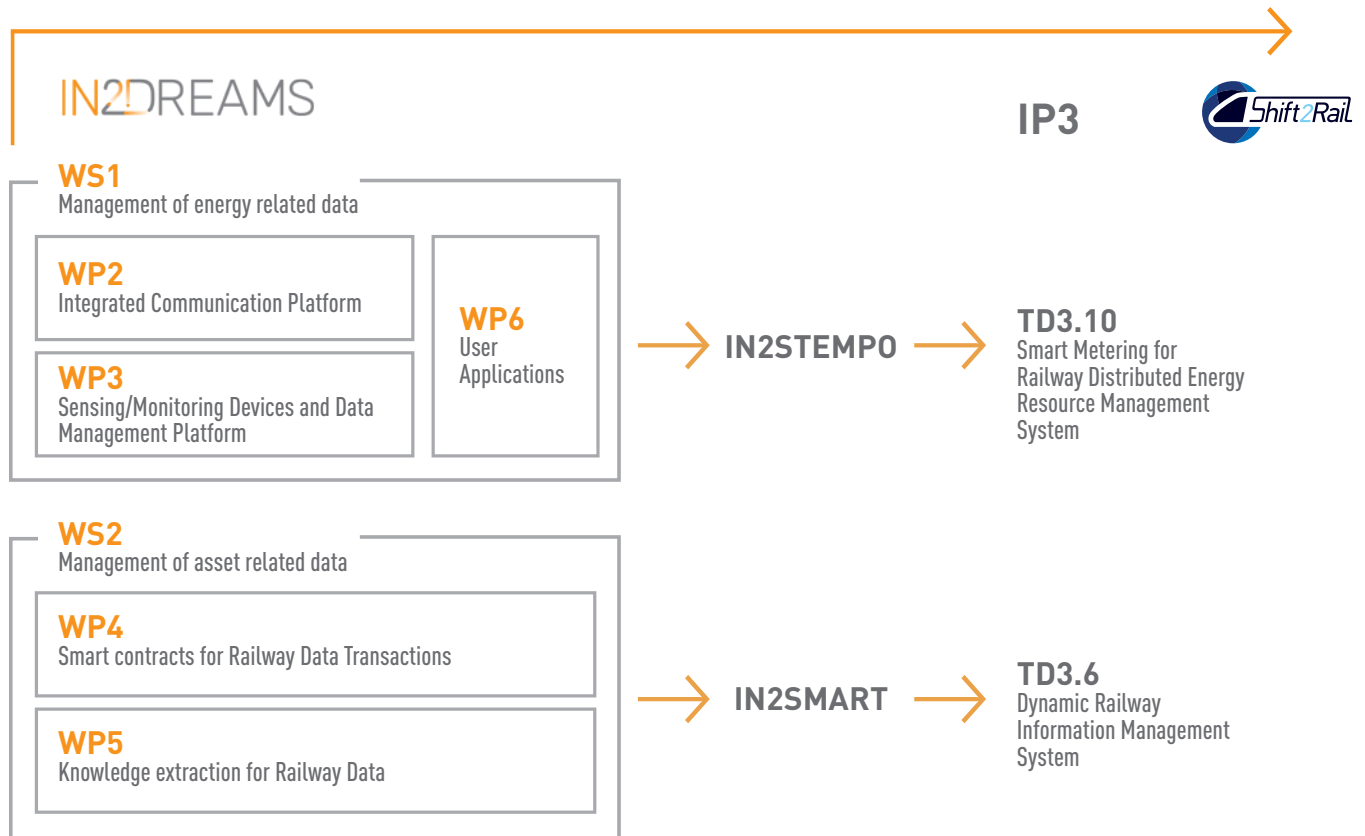 IN2DREAMS
IP3
Shift2Rail
WS1
Management of energy related data
WP2
Integrated Communication Platform
WP3
Sensing/Monitoring Devices and Data
Management Platform
WP6
User
Applications
IN2STEMPO
TD3.10
Smart Metering for
Railway Distributed Energy
Resource Management
System
WS2
Management of asset related data
WP4
Smart contracts for Railway Data Transactions
WP5
Knowledge extraction for Railway Data
IN2SMART
TD3.6
Dynamic Railway
Information Management
System